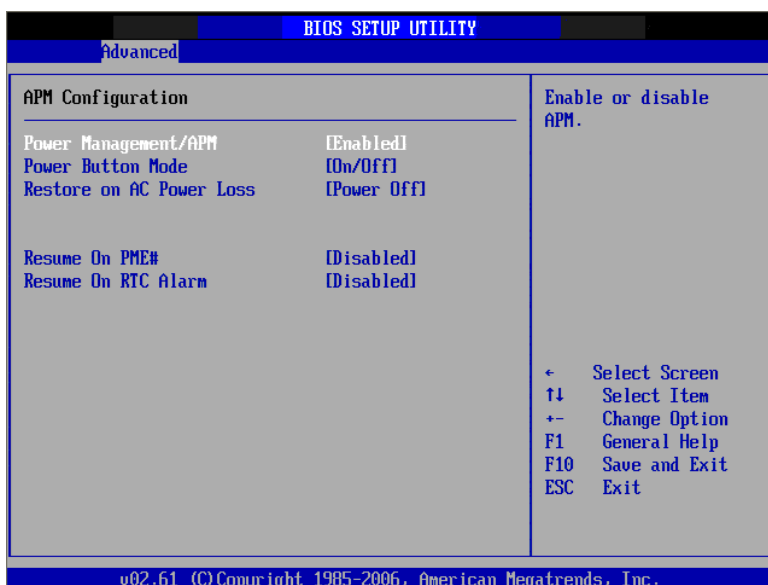 BIOS SETUP UTILITY
Advanced
APM Configuration
Power Management/APM [Enabled]
Power Button Mode [On/Off]
Restore on AC Power Loss [Power Off]
Resume On PME# [Disabled]
Resume On RTC Alarm [Disabled]
Enable or disable
APM.
← Select Screen
↑↓ Select Item
+- Change Option
F1 General Help
F10 Save and Exit
ESC Exit
v02.61 (C)Copyright 1985-2006, American Megatrends, Inc.